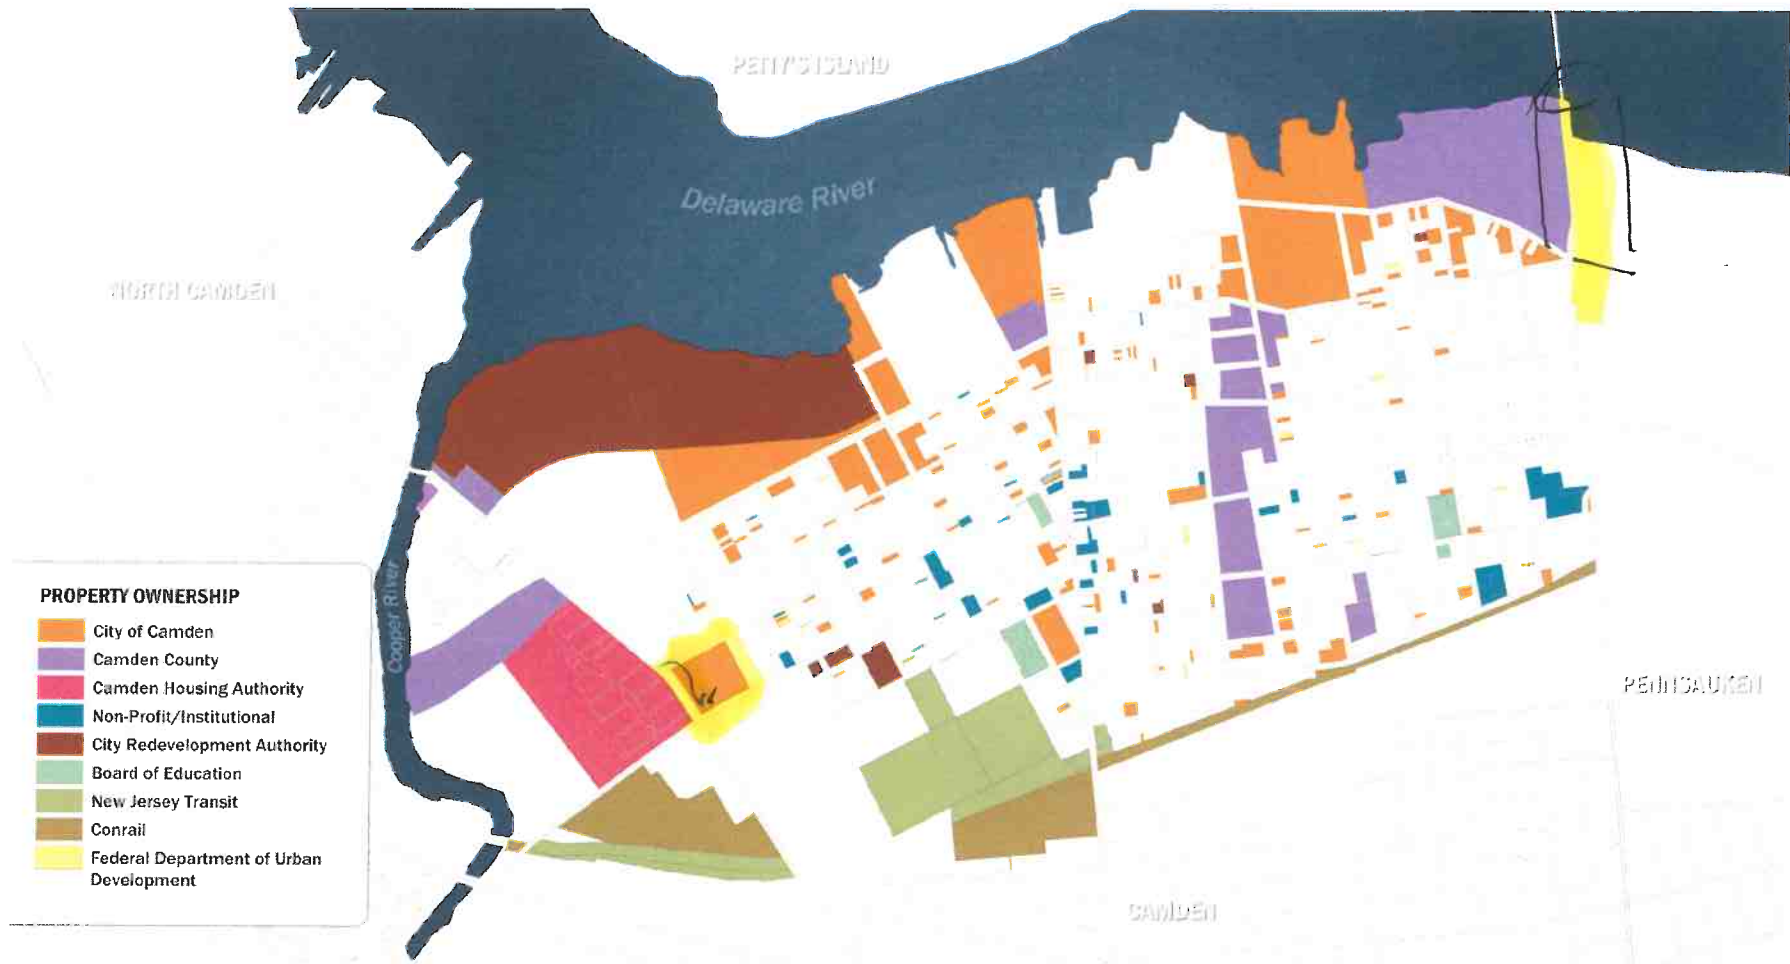 PETTY'S ISLAND
Delaware River
NORTH CAMDEN
Cooper River
PROPERTY OWNERSHIP
City of Camden
Camden County
Camden Housing Authority
Non-Profit/Institutional
City Redevelopment Authority
Board of Education
New Jersey Transit
Conrail
Federal Department of Urban
Development
PENNSAUKEN
CAMDEN